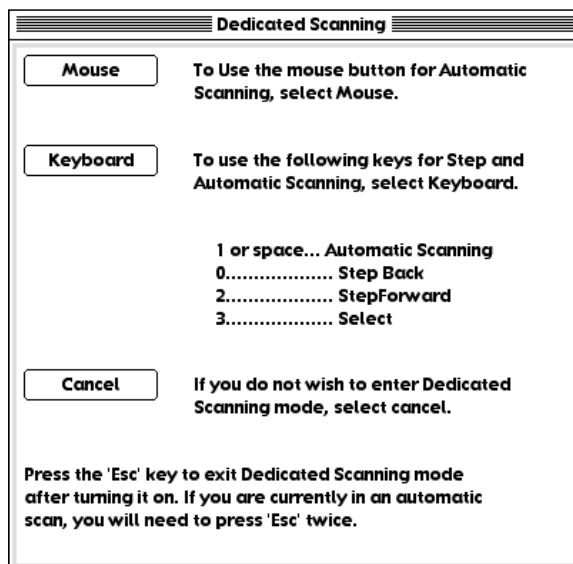 Dedicated Scanning
Mouse
To Use the mouse button for Automatic
Scanning, select Mouse.
Keyboard
To use the following keys for Step and
Automatic Scanning, select Keyboard.
1 or space... Automatic Scanning
0................... Step Back
2................... StepForward
3................... Select
Cancel
If you do not wish to enter Dedicated
Scanning mode, select cancel.
Press the 'Esc' key to exit Dedicated Scanning mode
after turning it on. If you are currently in an automatic
scan, you will need to press 'Esc' twice.